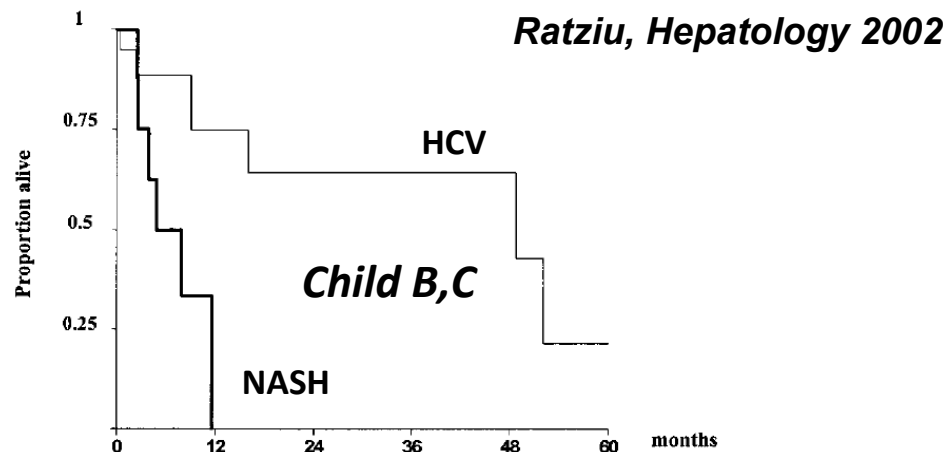 Ratziu, Hepatology 2002
1
0.75
0.5
0.25
Proportion alive
HCV
Child B,C
NASH
0 12 24 36 48 60 months